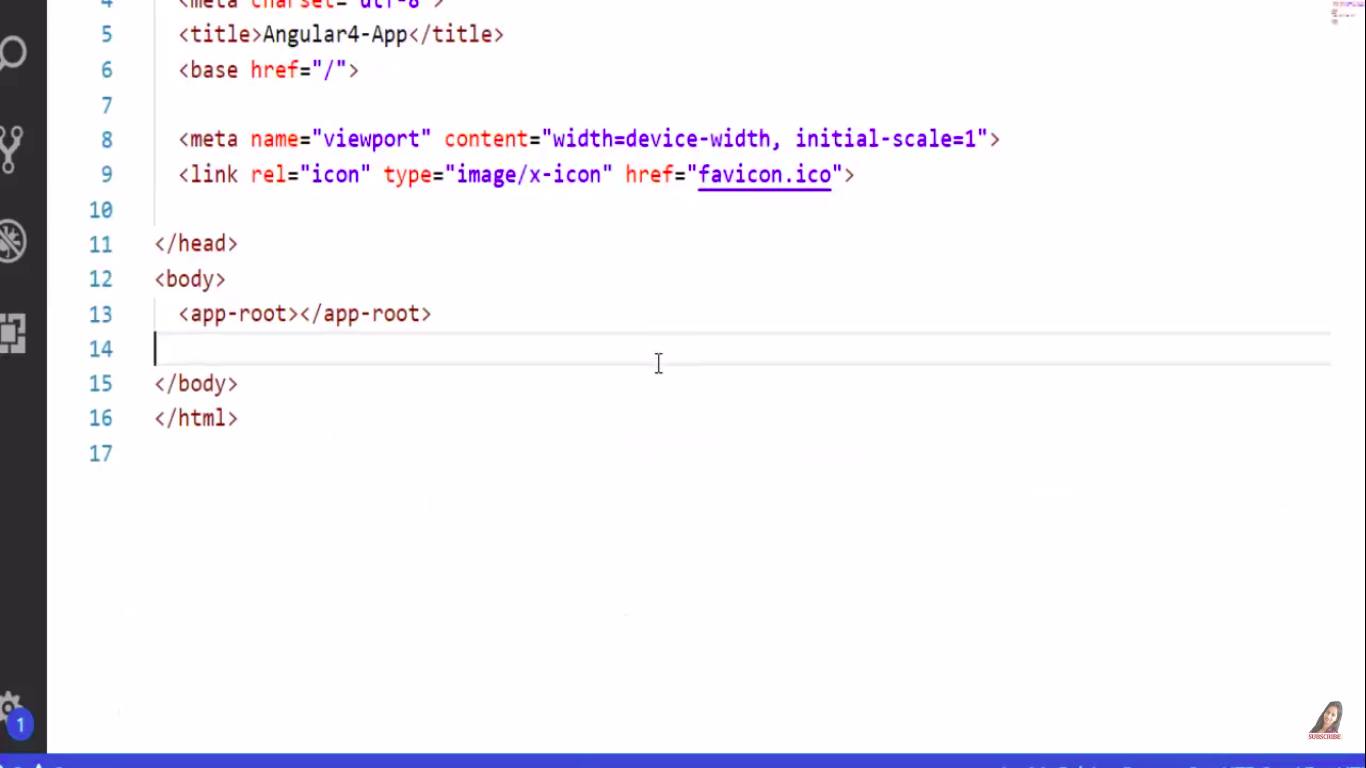 4 <meta charset="utf-8">
5 <title>Angular4-App</title>
6 <base href="/">
7
8 <meta name="viewport" content="width=device-width, initial-scale=1">
9 <link rel="icon" type="image/x-icon" href="favicon.ico">
10
11 </head>
12 <body>
13 <app-root></app-root>
14
15 </body>
16 </html>
17
1
SUBSCRIBE